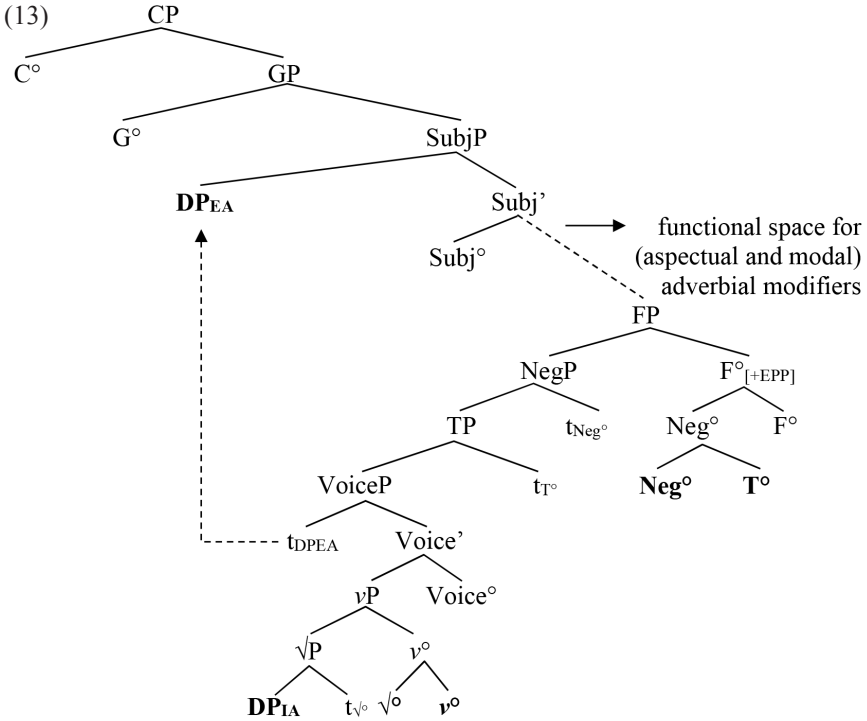 (13) CP
C° GP
G° SubjP
DPEA Subj’
Subj° functional space for
(aspectual and modal)
adverbial modifiers
FP
NegP F°[+EPP]
TP tNeg° Neg° F°
VoiceP tT° Neg° T°
tDPEA Voice’
vP Voice°
√P v°
DPIA t√° √° v°